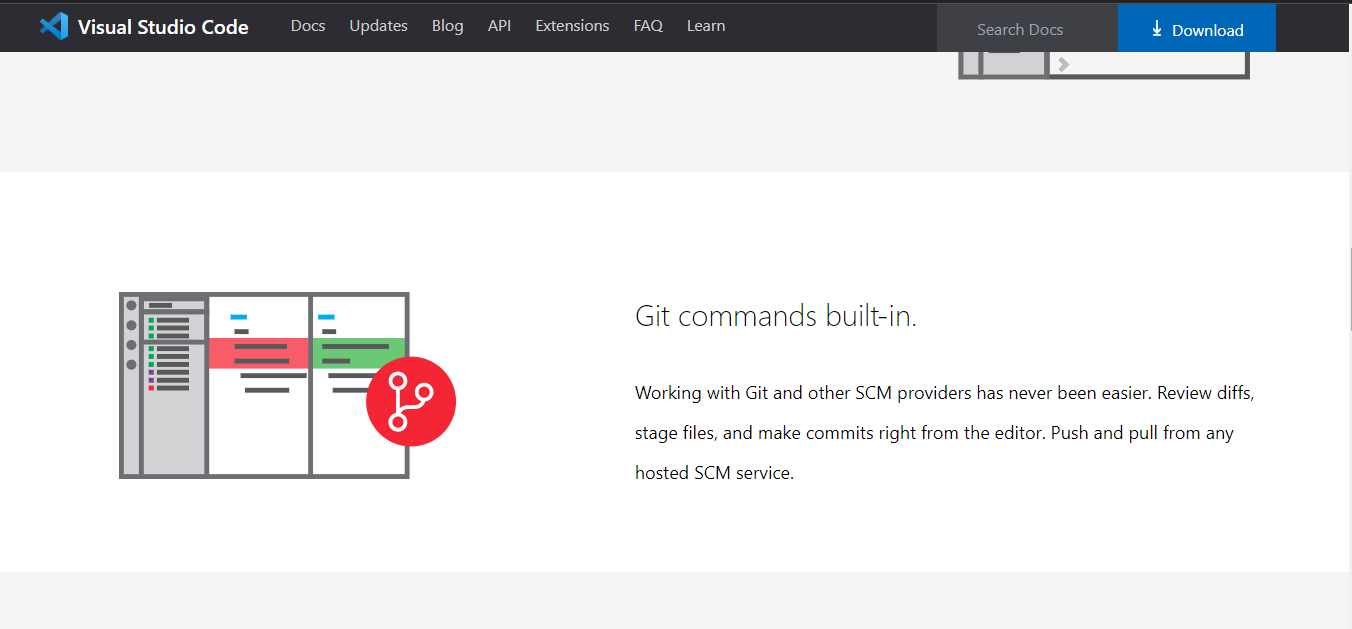 Visual Studio Code Docs Updates Blog API Extensions FAQ Learn Search Docs Download
Git commands built-in.
Working with Git and other SCM providers has never been easier. Review diffs,
stage files, and make commits right from the editor. Push and pull from any
hosted SCM service.